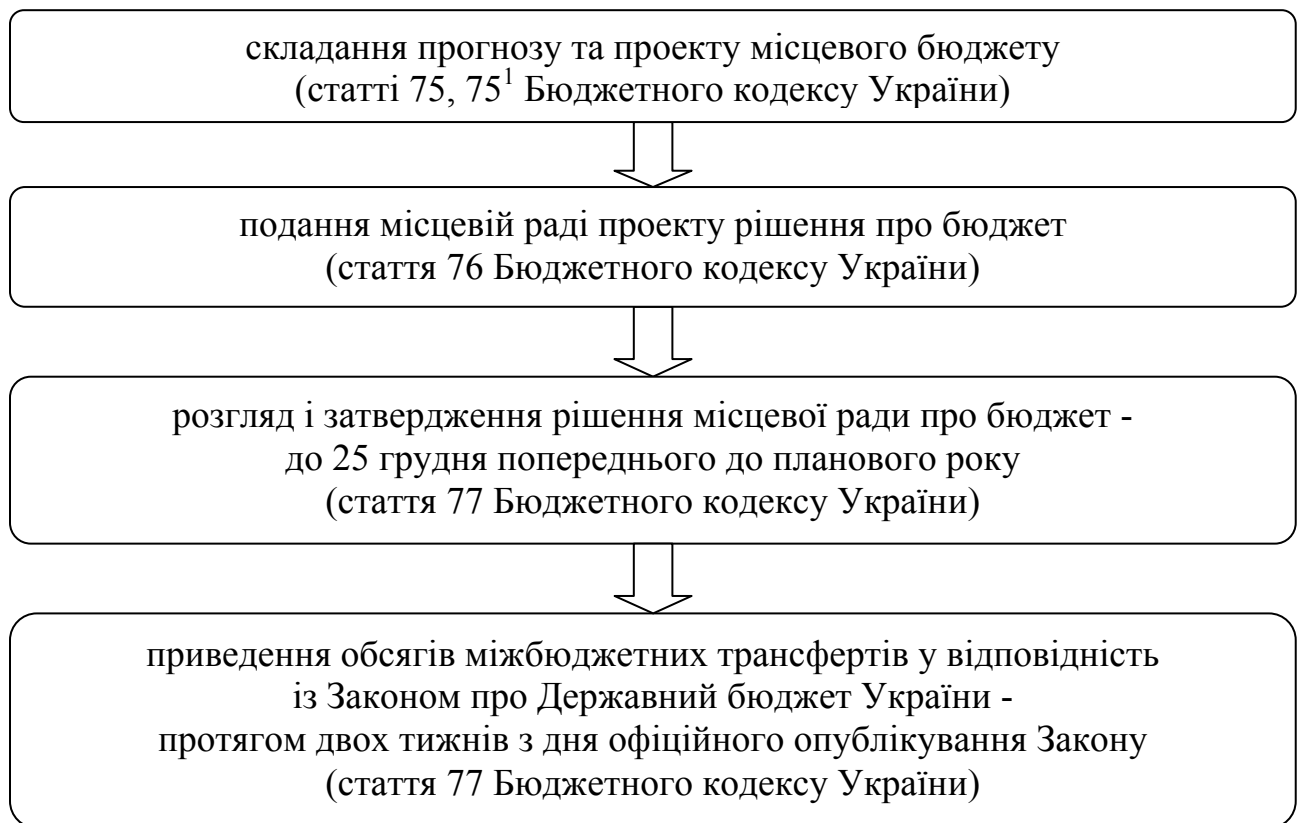 складання прогнозу та проекту місцевого бюджету
(статті 75, 75¹ Бюджетного кодексу України)
подання місцевій раді проекту рішення про бюджет
(стаття 76 Бюджетного кодексу України)
розгляд і затвердження рішення місцевої ради про бюджет -
до 25 грудня попереднього до планового року
(стаття 77 Бюджетного кодексу України)
приведення обсягів міжбюджетних трансфертів у відповідність
із Законом про Державний бюджет України -
протягом двох тижнів з дня офіційного опублікування Закону
(стаття 77 Бюджетного кодексу України)